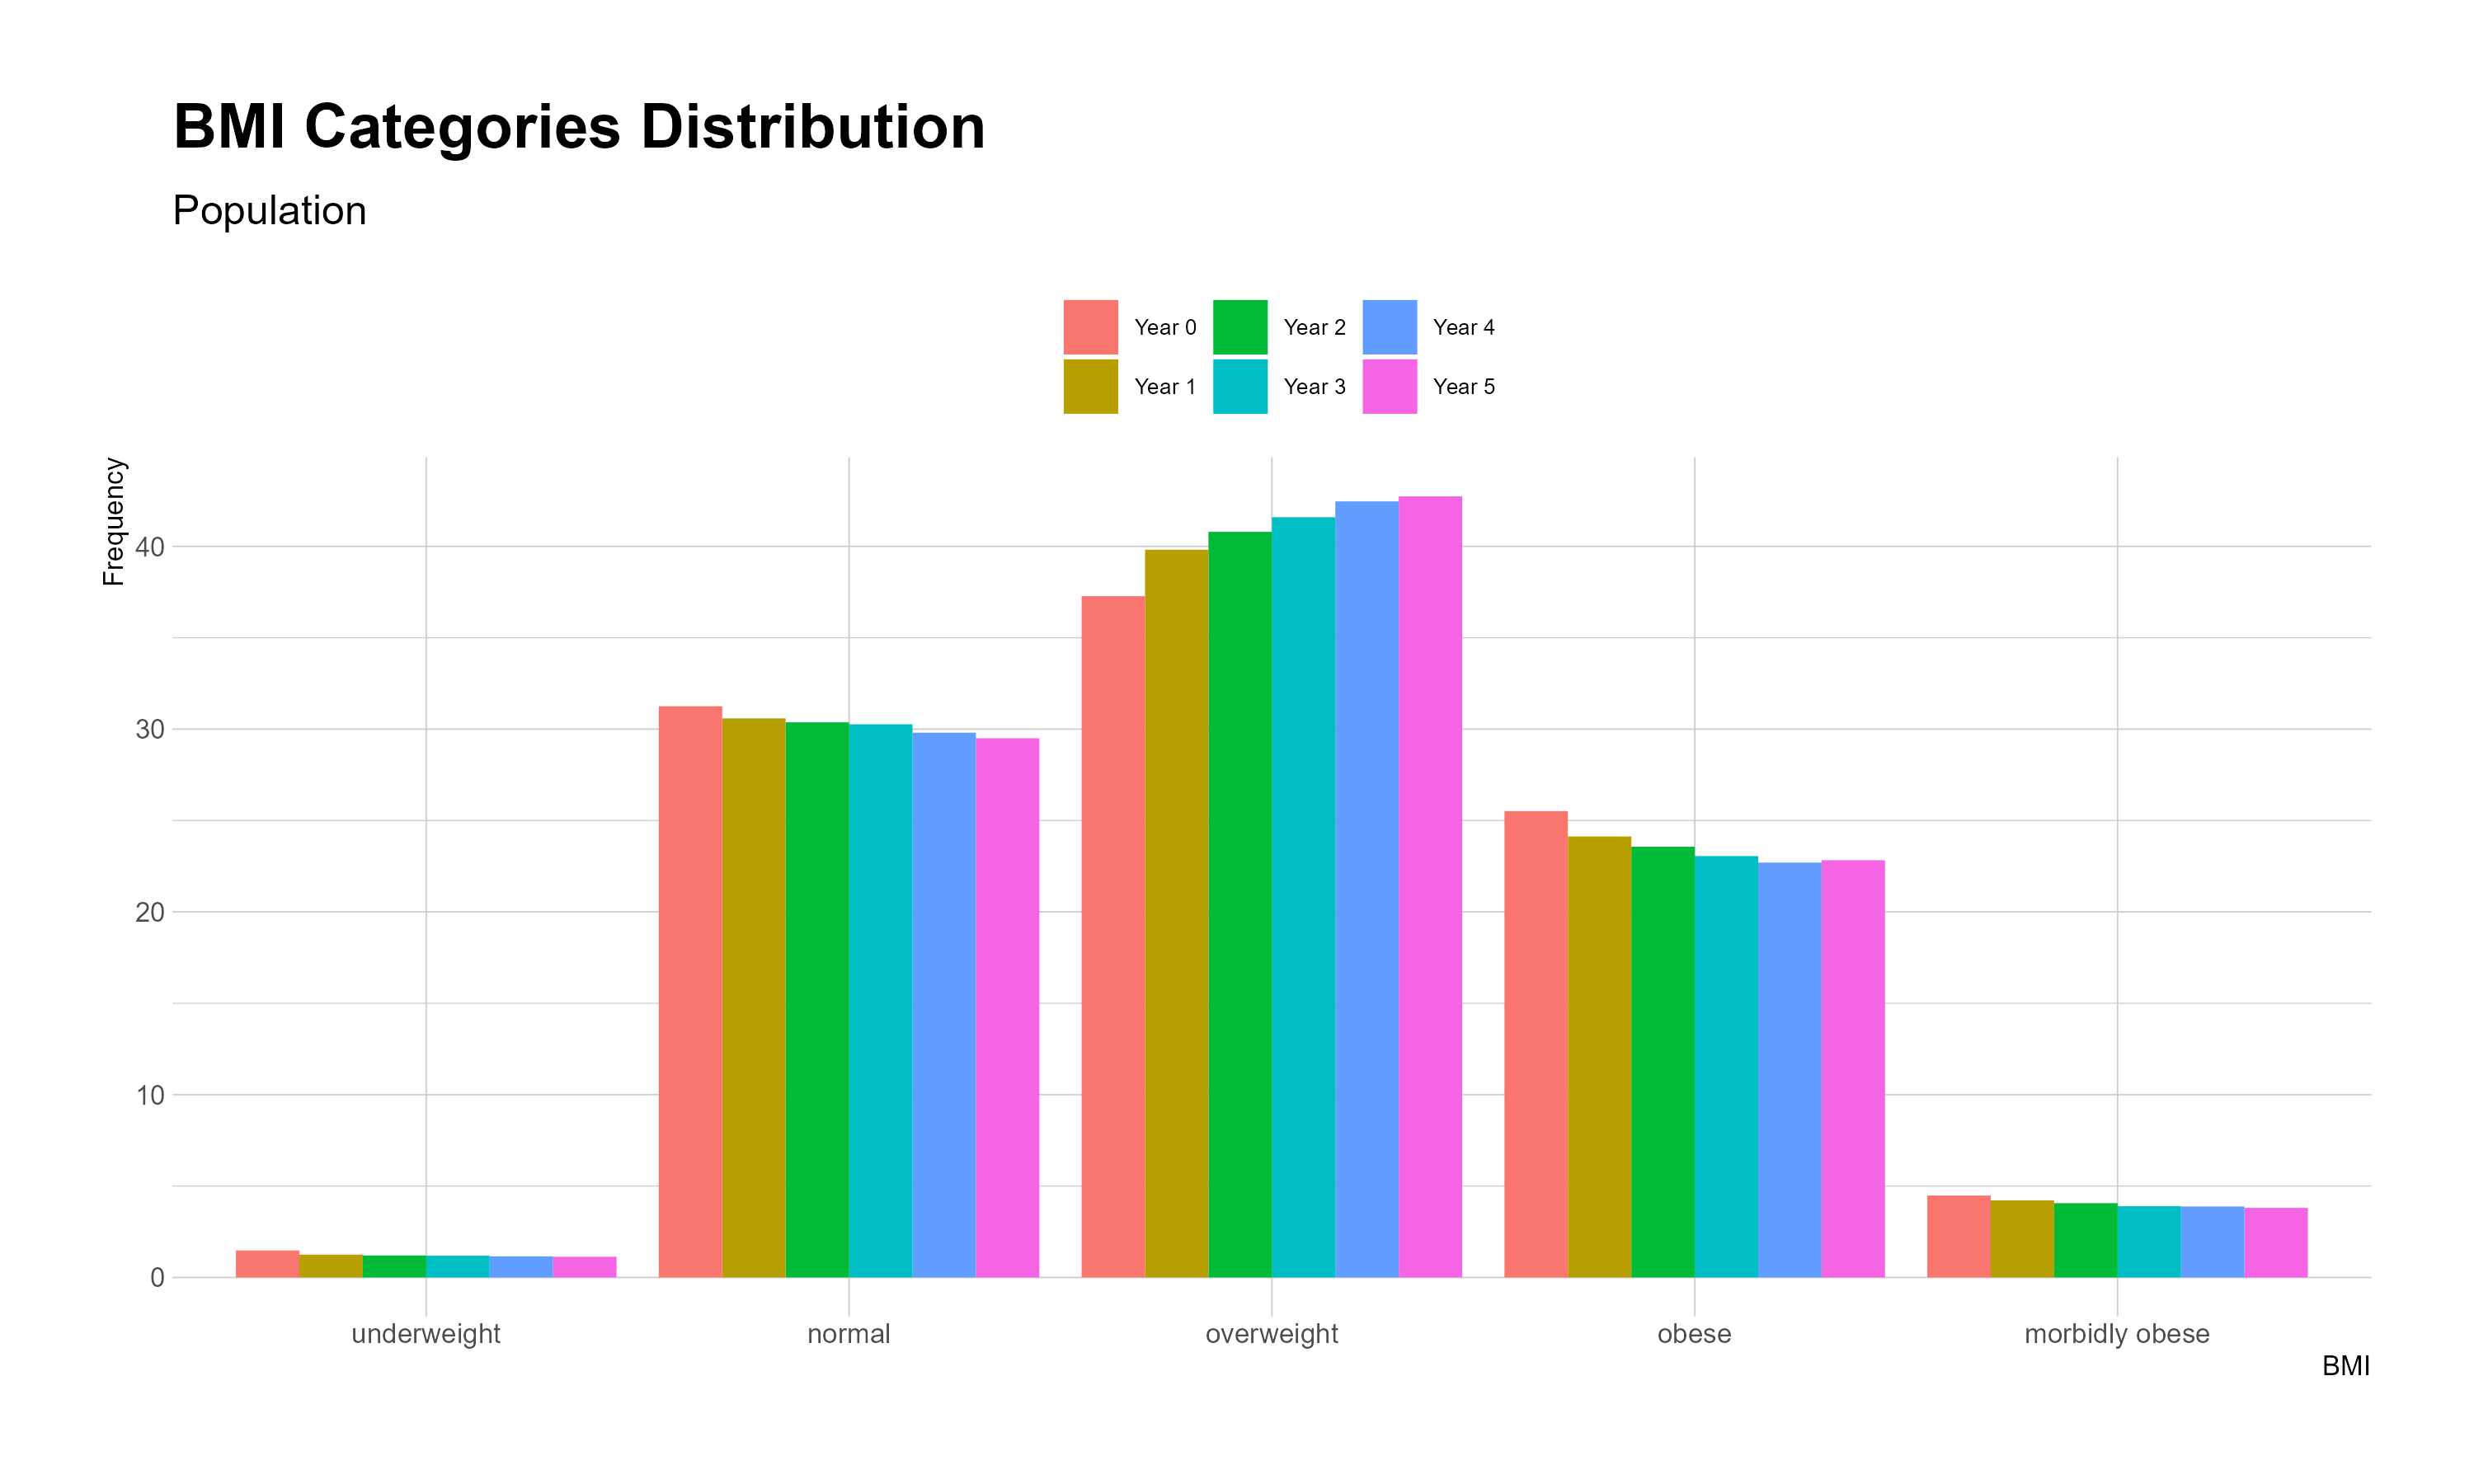 BMI Categories Distribution
Population
Year 0 Year 2 Year 4
Year 1 Year 3 Year 5
Frequency
40
30
20
10
0
underweight normal overweight obese morbidly obese
BMI